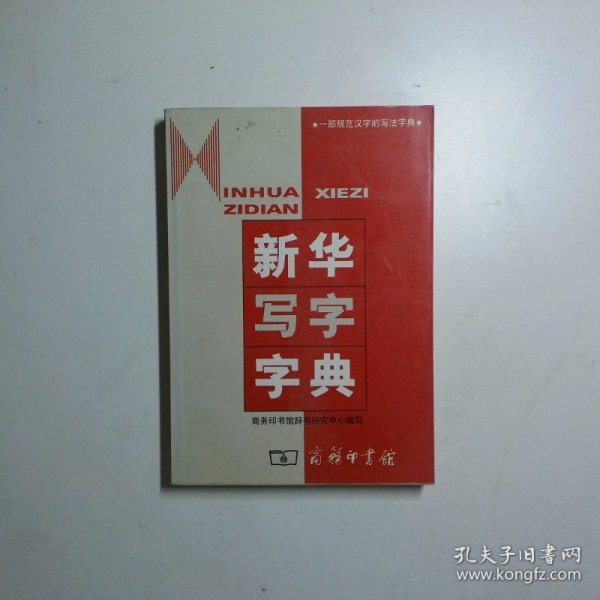 ★一部规范汉字的写法字典★
XINHUA XIEZI
ZIDIAN
新华
写字
字典
商务印书馆辞书研究中心编写
商務印書館
孔夫子旧书网
www.kongfz.com